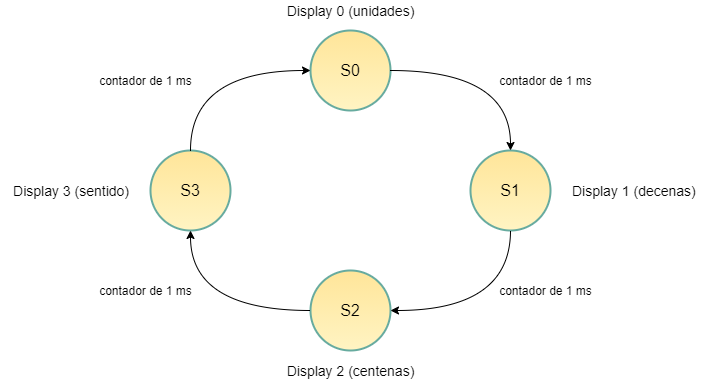 Display 0 (unidades)
S0
contador de 1 ms
contador de 1 ms
Display 3 (sentido)
S3
S1
Display 1 (decenas)
contador de 1 ms
contador de 1 ms
S2
Display 2 (centenas)